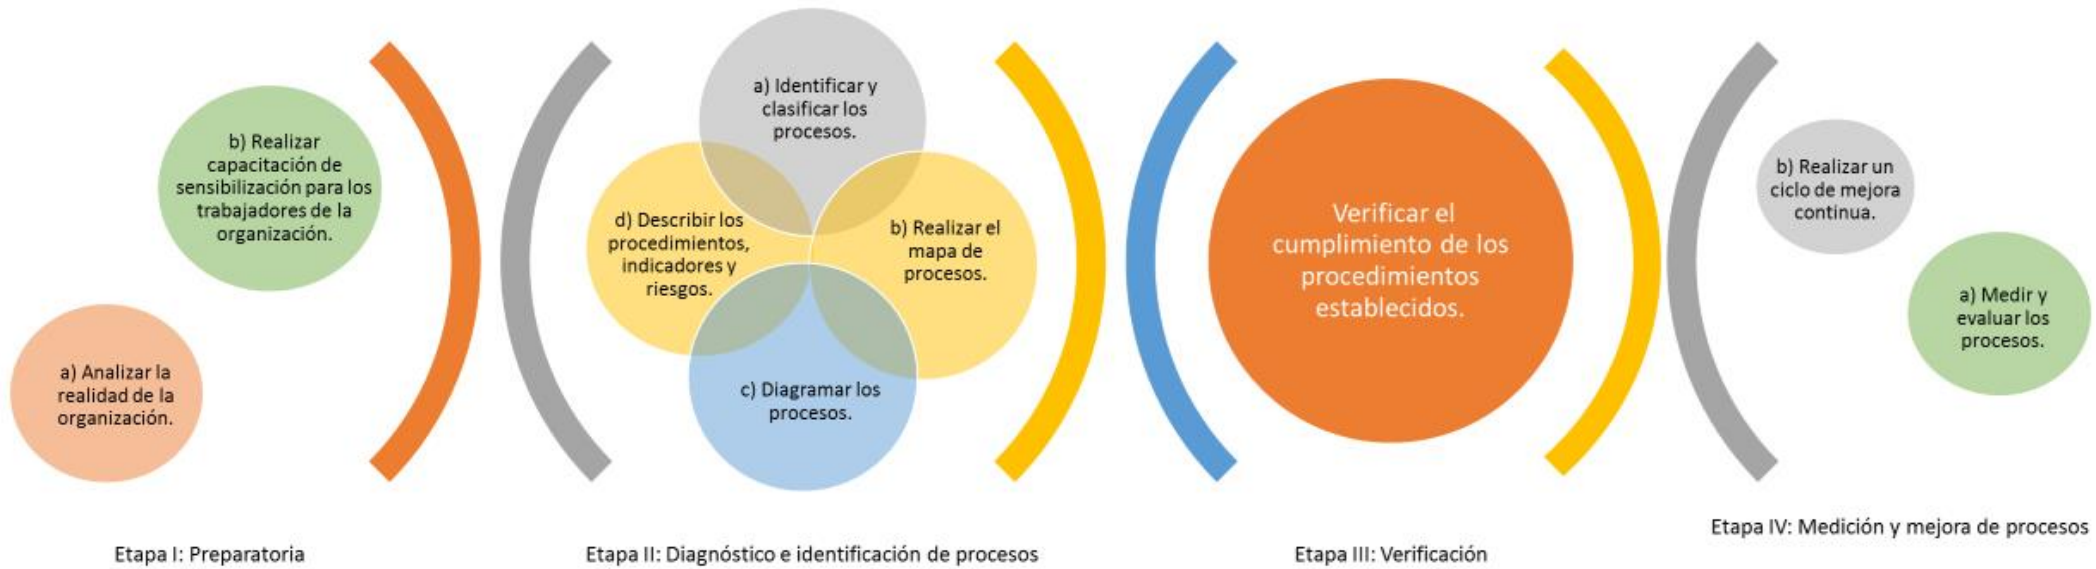 a) Analizar la
realidad de la
organización.
b) Realizar
capacitación de
sensibilización para los
trabajadores de la
organización.
Etapa I: Preparatoria
a) Identificar y
clasificar los
procesos.
b) Realizar el
mapa de
procesos.
c) Diagramar los
procesos.
d) Describir los
procedimientos,
indicadores y
riesgos.
Etapa II: Diagnóstico e identificación de procesos
Verificar el
cumplimiento de los
procedimientos
establecidos.
Etapa III: Verificación
a) Medir y
evaluar los
procesos.
b) Realizar un
ciclo de mejora
continua.
Etapa IV: Medición y mejora de procesos